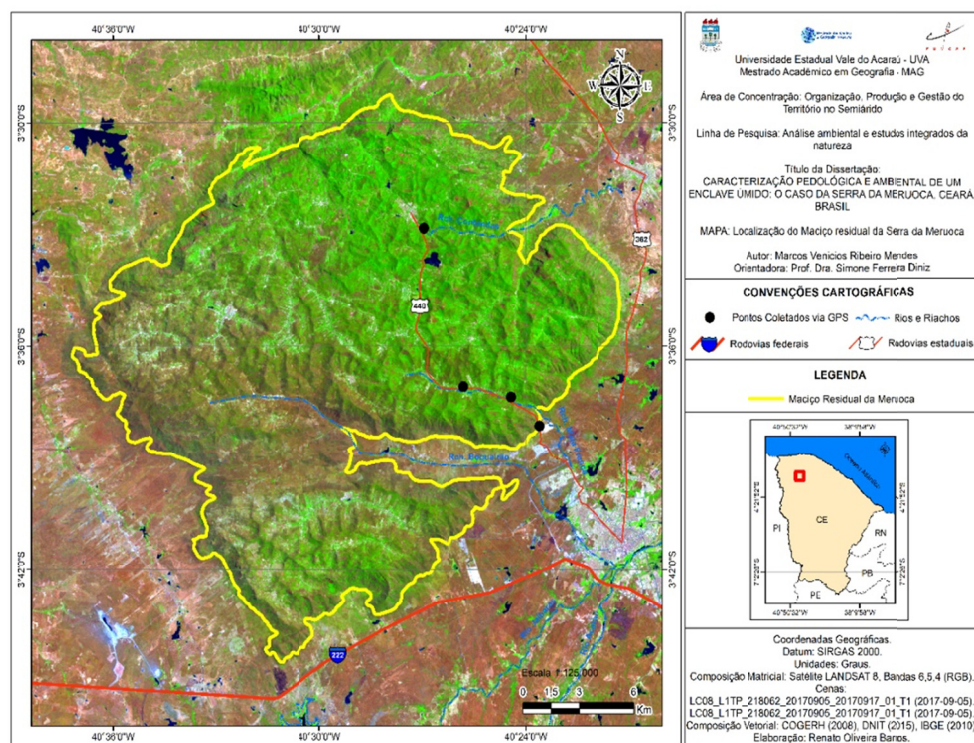 40°36'0"W
40°30'0"W
40°24'0"W
3°30'0"S
3°36'0"S
3°42'0"S
N
W
E
S
362
440
222
Escala 1:125.000
0 1,5 3 6
Km
40°36'0"W
40°30'0"W
40°24'0"W
Universidade Estadual Vale do Acaraú - UVA
Mestrado Acadêmico em Geografia - MAG
Área de Concentração: Organização, Produção e Gestão do
Território no Semiárido
Linha de Pesquisa: Análise ambiental e estudos integrados da
natureza
Título da Dissertação:
CARACTERIZAÇÃO PEDOLÓGICA E AMBIENTAL DE UM
ENCLAVE ÚMIDO: O CASO DA SERRA DA MERUOCA, CEARÁ,
BRASIL
MAPA: Localização do Maciço residual da Serra da Meruoca
Autor: Marcos Venicios Ribeiro Mendes
Orientadora: Prof. Dra. Simone Ferreira Diniz
CONVENÇÕES CARTOGRÁFICAS
Pontos Coletados via GPS
Rios e Riachos
Rodovias federais
Rodovias estaduais
LEGENDA
Maciço Residual da Meruoca
CE
PI
RN
PB
PE
Coordenadas Geográficas.
Datum: SIRGAS 2000.
Unidades: Graus.
Composição Matricial: Satélite LANDSAT 8, Bandas 6,5,4 (RGB).
Cenas:
LC08_L1TP_218062_20170905_20170917_01_T1 (2017-09-05).
LC08_L1TP_218062_20170905_20170917_01_T1 (2017-09-05).
Composição Vetorial: COGERH (2008), DNIT (2015), IBGE (2010)
Elaboração: Renato Oliveira Barros.